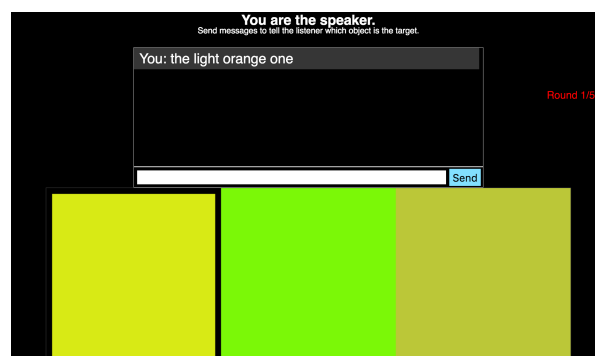 You are the speaker.
Send messages to tell the listener which object is the target.
You: the light orange one
Round 1/5
Send